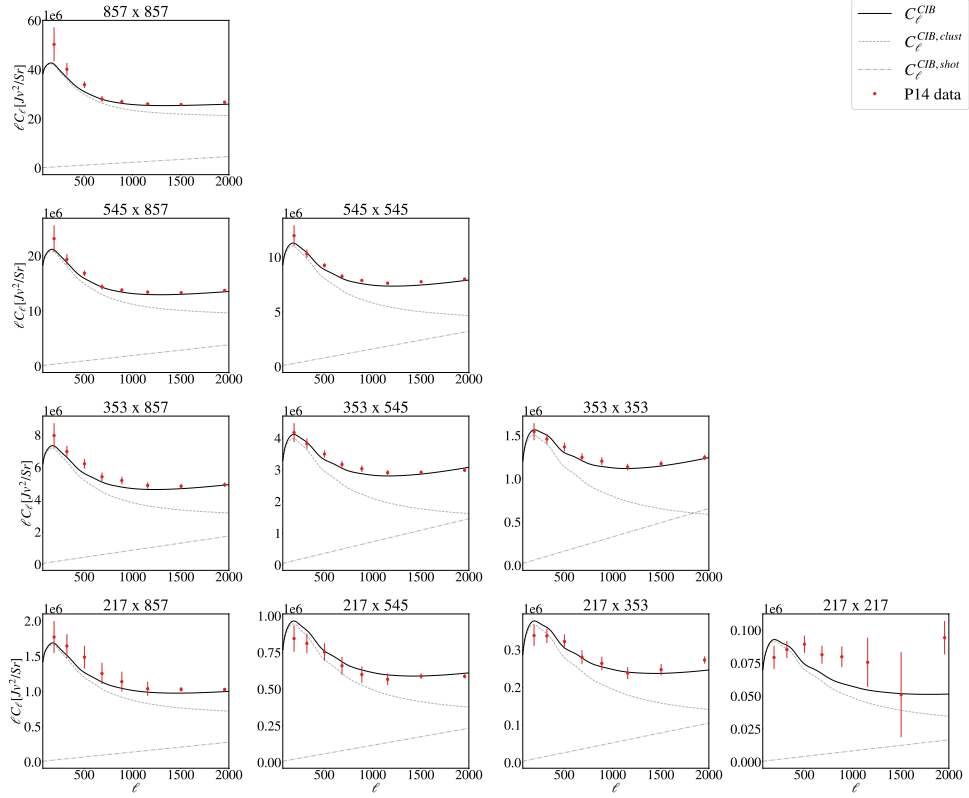 1e6 857 x 857
ℓC_ℓ[Jν²/Sr]
60
40
20
0
500 1000 1500 2000
C_ℓ^{CIB}
C_ℓ^{CIB,clust}
C_ℓ^{CIB,shot}
P14 data
1e6 545 x 857
ℓC_ℓ[Jν²/Sr]
20
10
0
500 1000 1500 2000
1e6 545 x 545
10
5
0
500 1000 1500 2000
1e6 353 x 857
ℓC_ℓ[Jν²/Sr]
8
6
4
2
0
500 1000 1500 2000
1e6 353 x 545
4
3
2
1
0
500 1000 1500 2000
1e6 353 x 353
1.5
1.0
0.5
0.0
500 1000 1500 2000
1e6 217 x 857
ℓC_ℓ[Jν²/Sr]
2.0
1.5
1.0
0.5
0.0
500 1000 1500 2000
ℓ
1e6 217 x 545
1.00
0.75
0.50
0.25
0.00
500 1000 1500 2000
ℓ
1e6 217 x 353
0.3
0.2
0.1
0.0
500 1000 1500 2000
ℓ
1e6 217 x 217
0.100
0.075
0.050
0.025
0.000
500 1000 1500 2000
ℓ